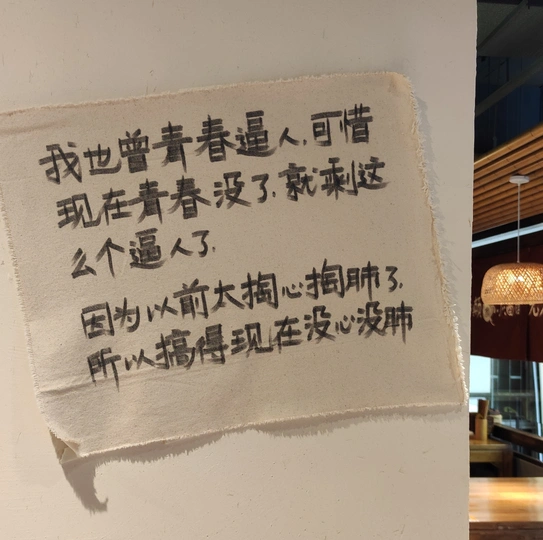 我也曾青春逼人,可惜
现在青春没了.就剩这
么个逼人了.
因为以前太掏心掏肺了.
所以搞得现在没心没肺